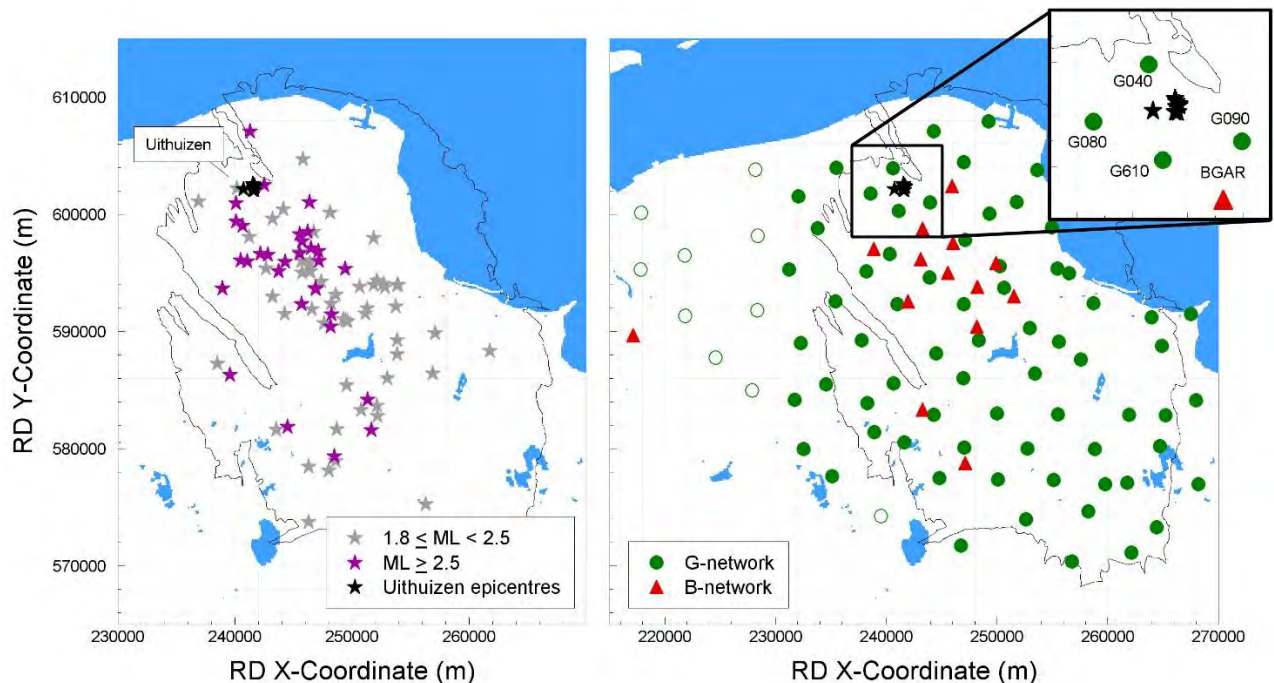 610000
600000
590000
580000
570000
RD Y-Coordinate (m)
Uithuizen
1.8 ≤ ML < 2.5
ML ≥ 2.5
Uithuizen epicentres
230000 240000 250000 260000
RD X-Coordinate (m)
G040
G090
G080
G610
BGAR
G-network
B-network
220000 230000 240000 250000 260000 270000
RD X-Coordinate (m)